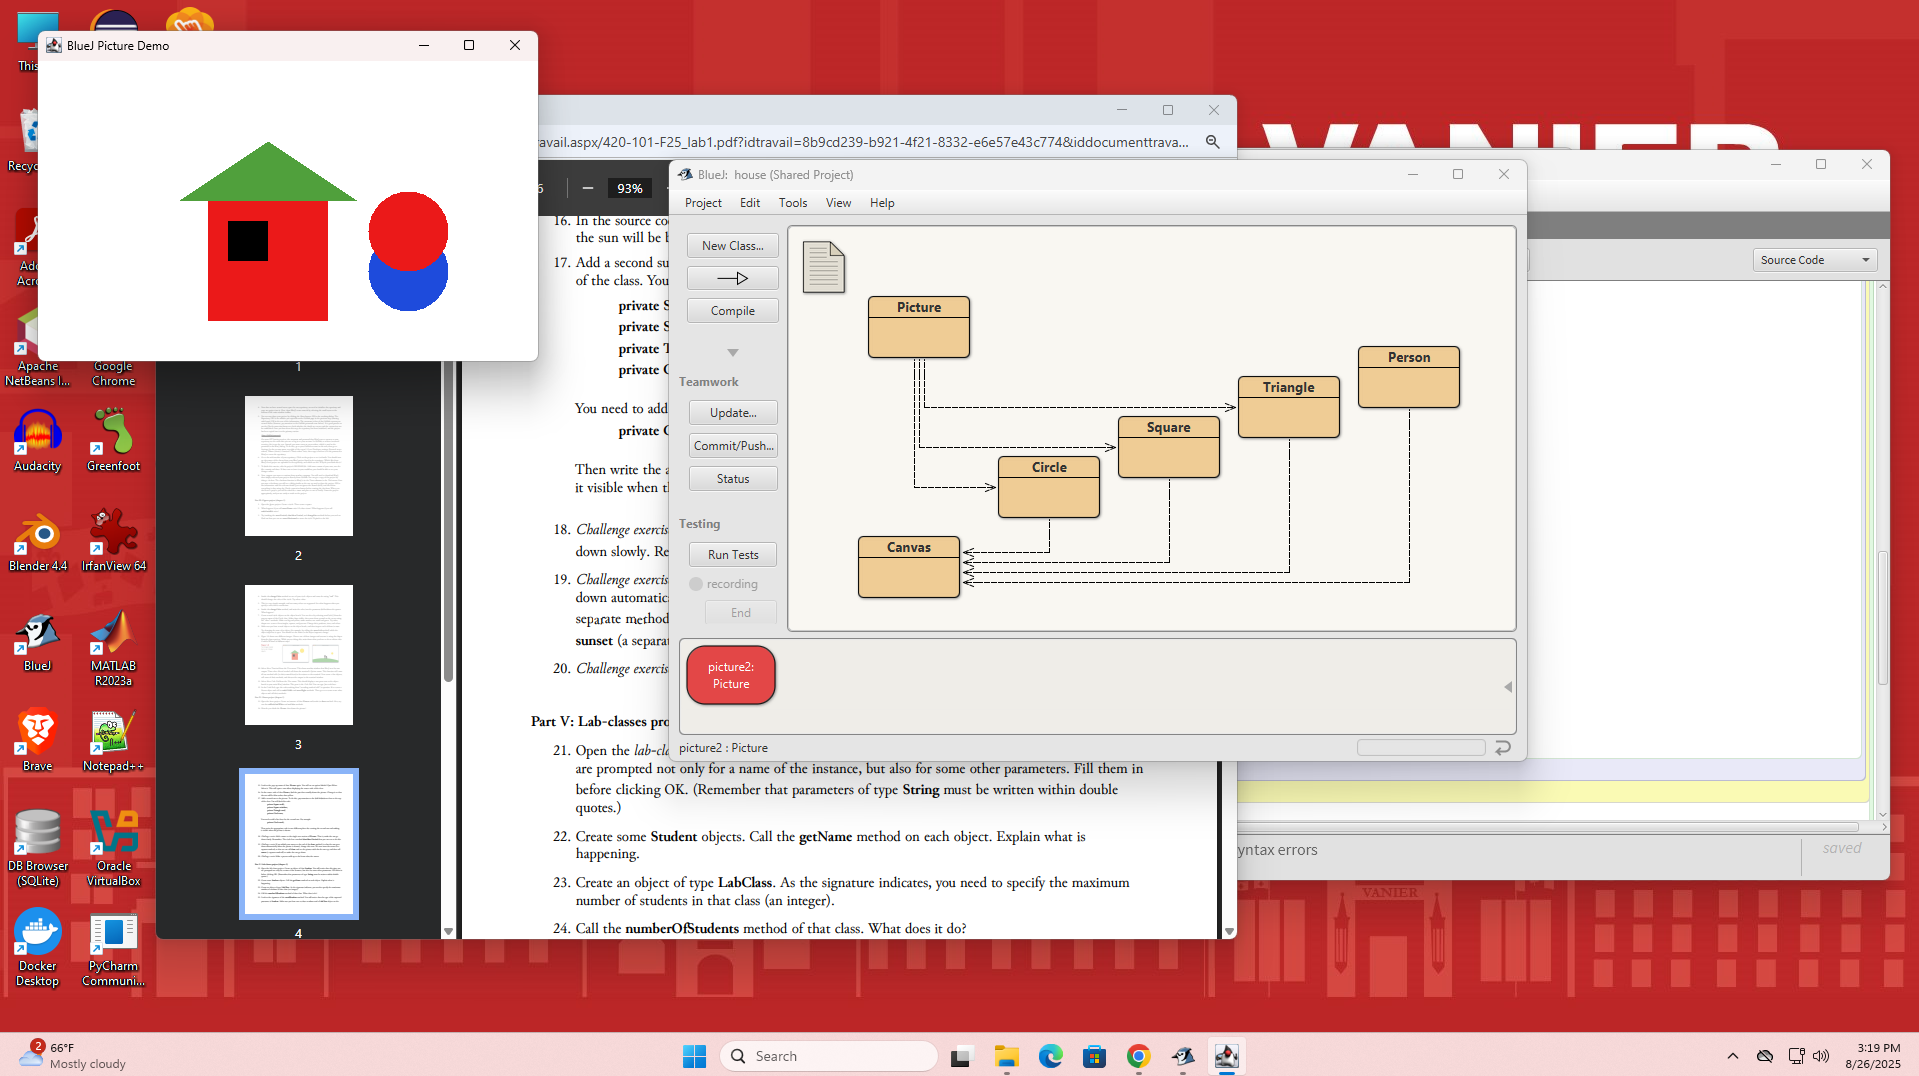 BlueJ Picture Demo
This
Recyc
Ado
Acro
Apache
NetBeans I...
Google
Chrome
Audacity
Greenfoot
Blender 4.4
IrfanView 64
BlueJ
MATLAB
R2023a
Brave
Notepad++
DB Browser
(SQLite)
Oracle
VirtualBox
Docker
Desktop
PyCharm
Communi...
VANIER
ravail.aspx/420-101-F25_lab1.pdf?idtravail=8b9cd239-b921-4f21-8332-e6e57e43c774&iddocumenttrava...
6
93%
1
2
3
4
16. In the source co
the sun will be b
17. Add a second su
of the class. You
private S
private S
private T
private C
You need to add
private C
Then write the a
it visible when th
18. Challenge exercis
down slowly. Re
19. Challenge exercis
down automatic
separate method
sunset (a separat
20. Challenge exercis
Part V: Lab-classes pro
21. Open the lab-cla
are prompted not only for a name of the instance, but also for some other parameters. Fill them in
before clicking OK. (Remember that parameters of type String must be written within double
quotes.)
22. Create some Student objects. Call the getName method on each object. Explain what is
happening.
23. Create an object of type LabClass. As the signature indicates, you need to specify the maximum
number of students in that class (an integer).
24. Call the numberOfStudents method of that class. What does it do?
BlueJ: house (Shared Project)
Project Edit Tools View Help
New Class...
Compile
Teamwork
Update...
Commit/Push...
Status
Testing
Run Tests
recording
End
Picture
Person
Triangle
Square
Circle
Canvas
picture2:
Picture
picture2 : Picture
Source Code
yntax errors
saved
VANIER
2
66°F
Mostly cloudy
Search
3:19 PM
8/26/2025